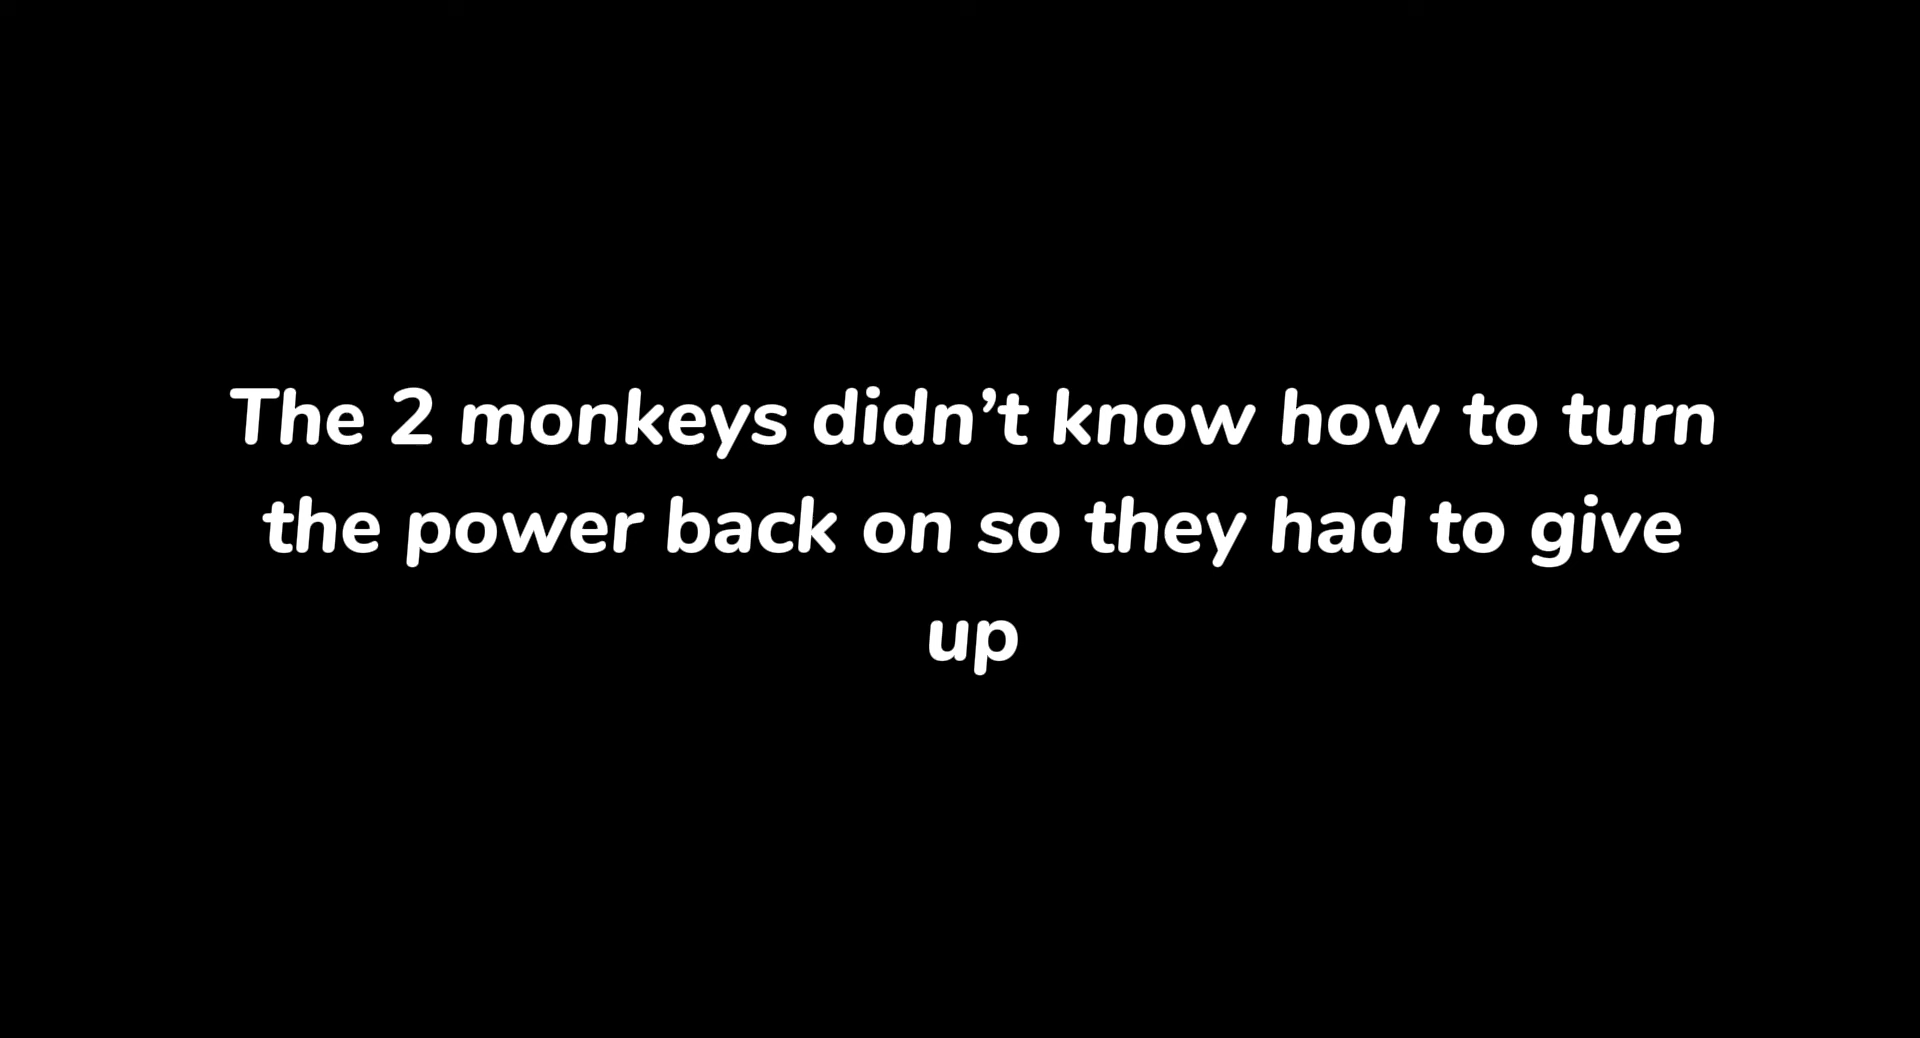 The 2 monkeys didn’t know how to turn
the power back on so they had to give
up